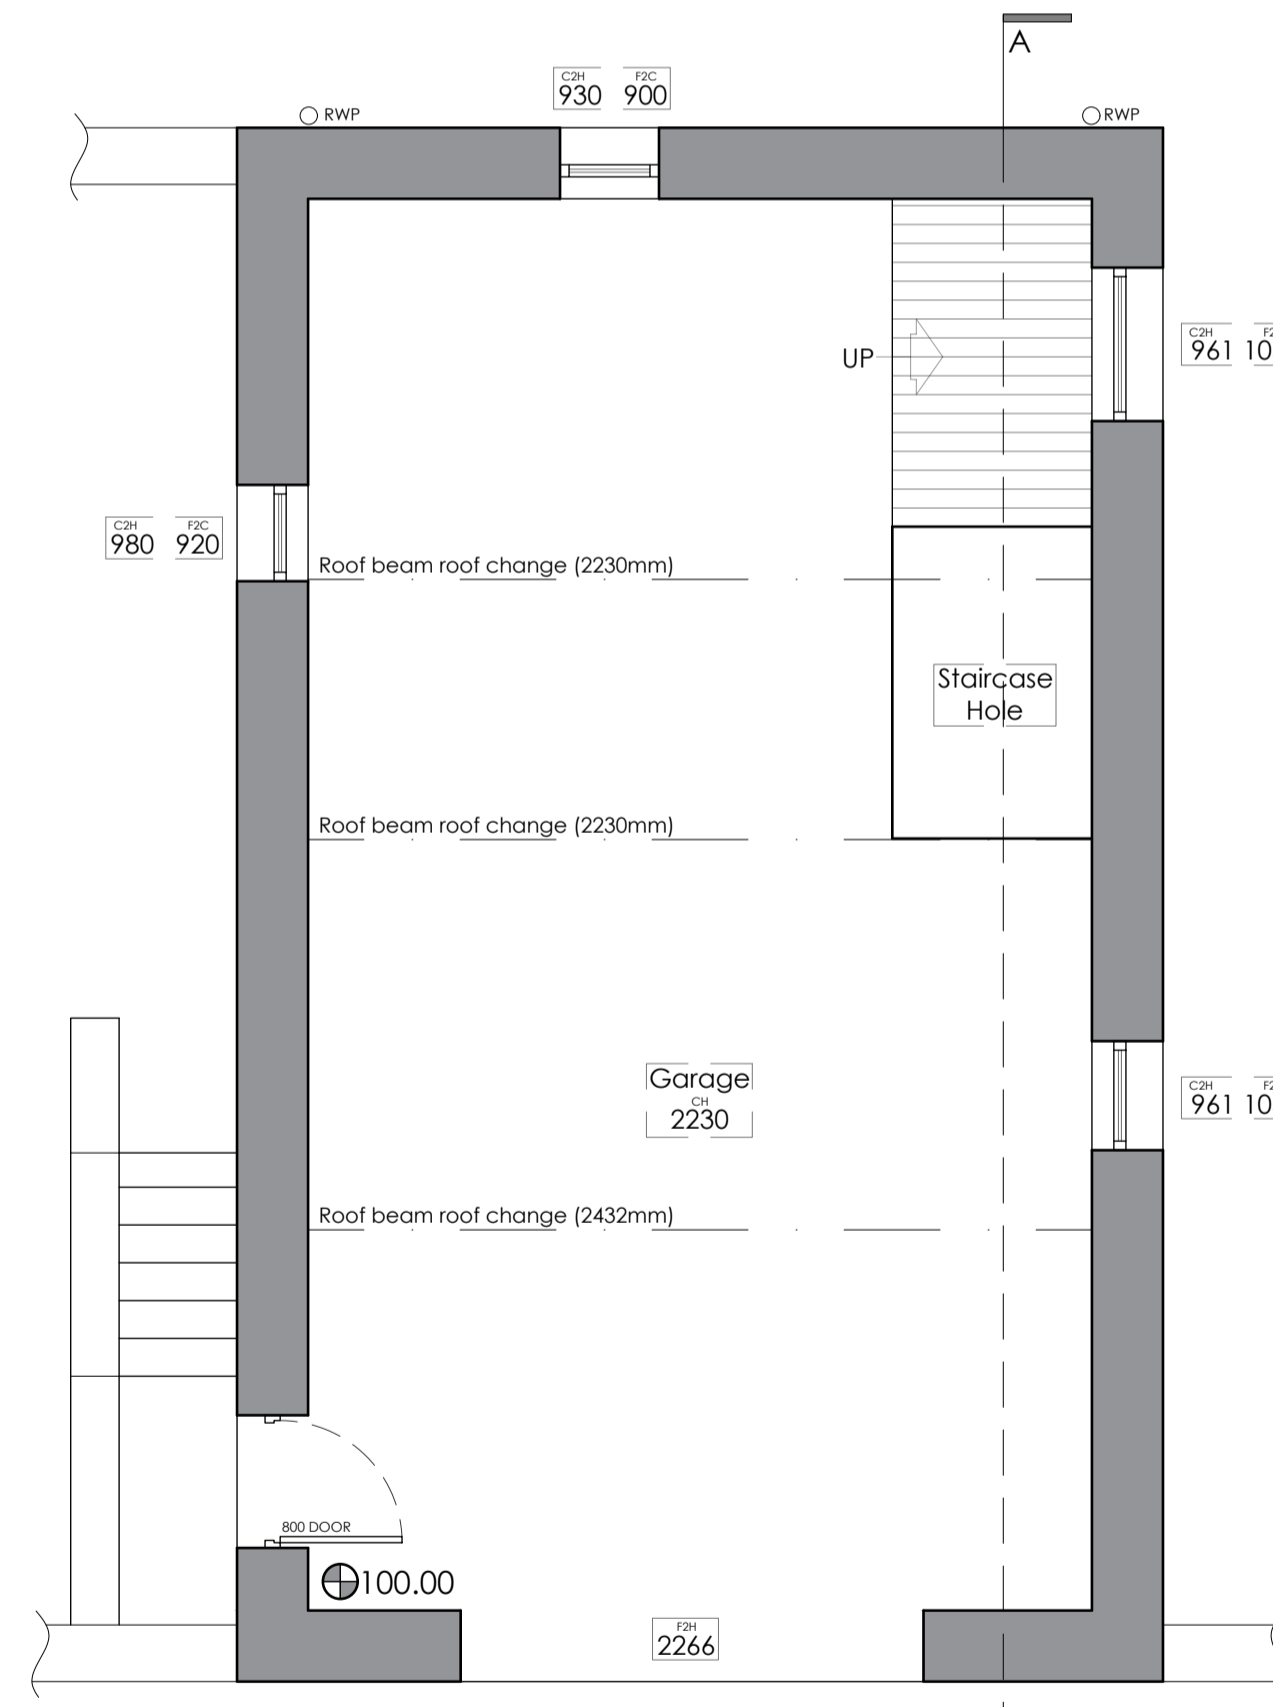 A
C2H F2C
930 900
RWP
RWP
C2H
961 10
UP
C2H F2C
980 920
Roof beam roof change (2230mm)
Staircase
Hole
Roof beam roof change (2230mm)
Garage
CH
2230
C2H
961 10
Roof beam roof change (2432mm)
800 DOOR
100.00
F2H
2266